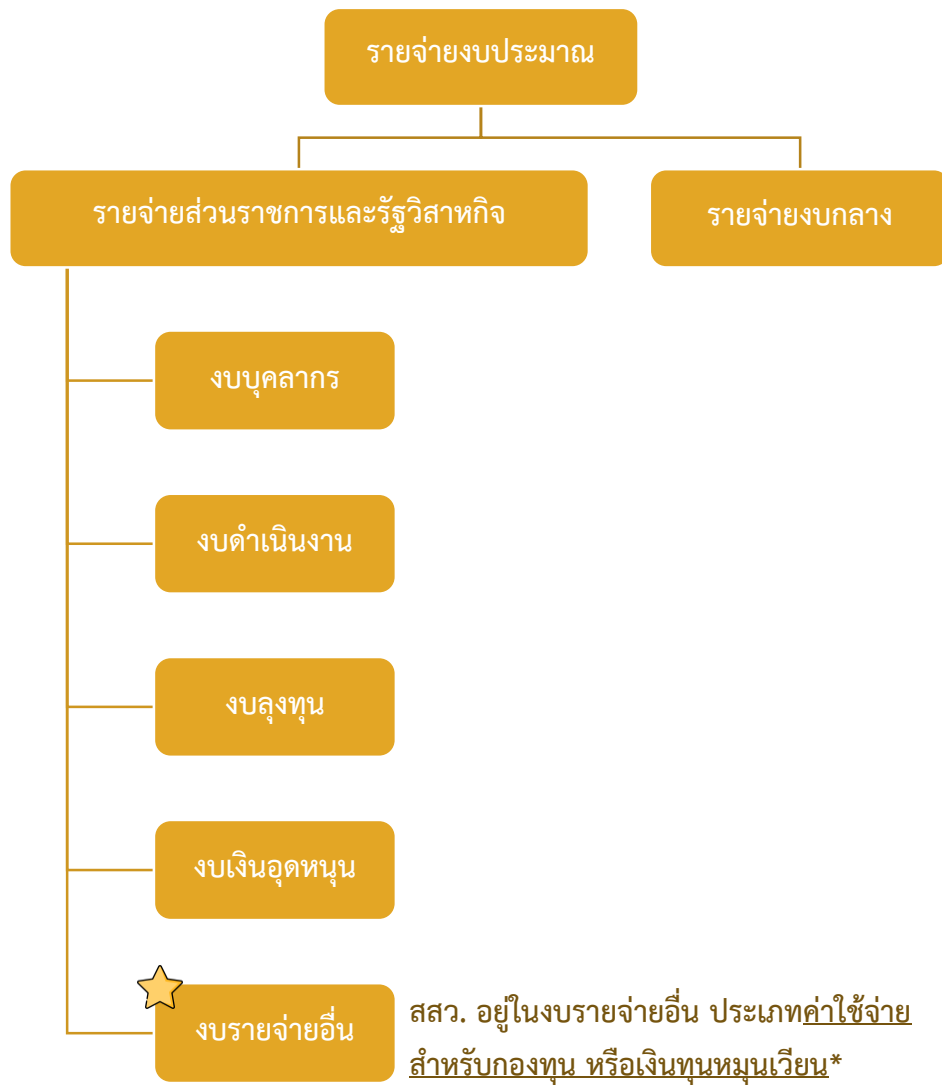 รายจ่ายงบประมาณ
รายจ่ายส่วนราชการและรัฐวิสาหกิจ
รายจ่ายงบกลาง
งบบุคลากร
งบดำเนินงาน
งบลุงทุน
งบเงินอุดหนุน
งบรายจ่ายอื่น
สสว. อยู่ในงบรายจ่ายอื่น ประเภทค่าใช้จ่าย
สำหรับกองทุน หรือเงินทุนหมุนเวียน*